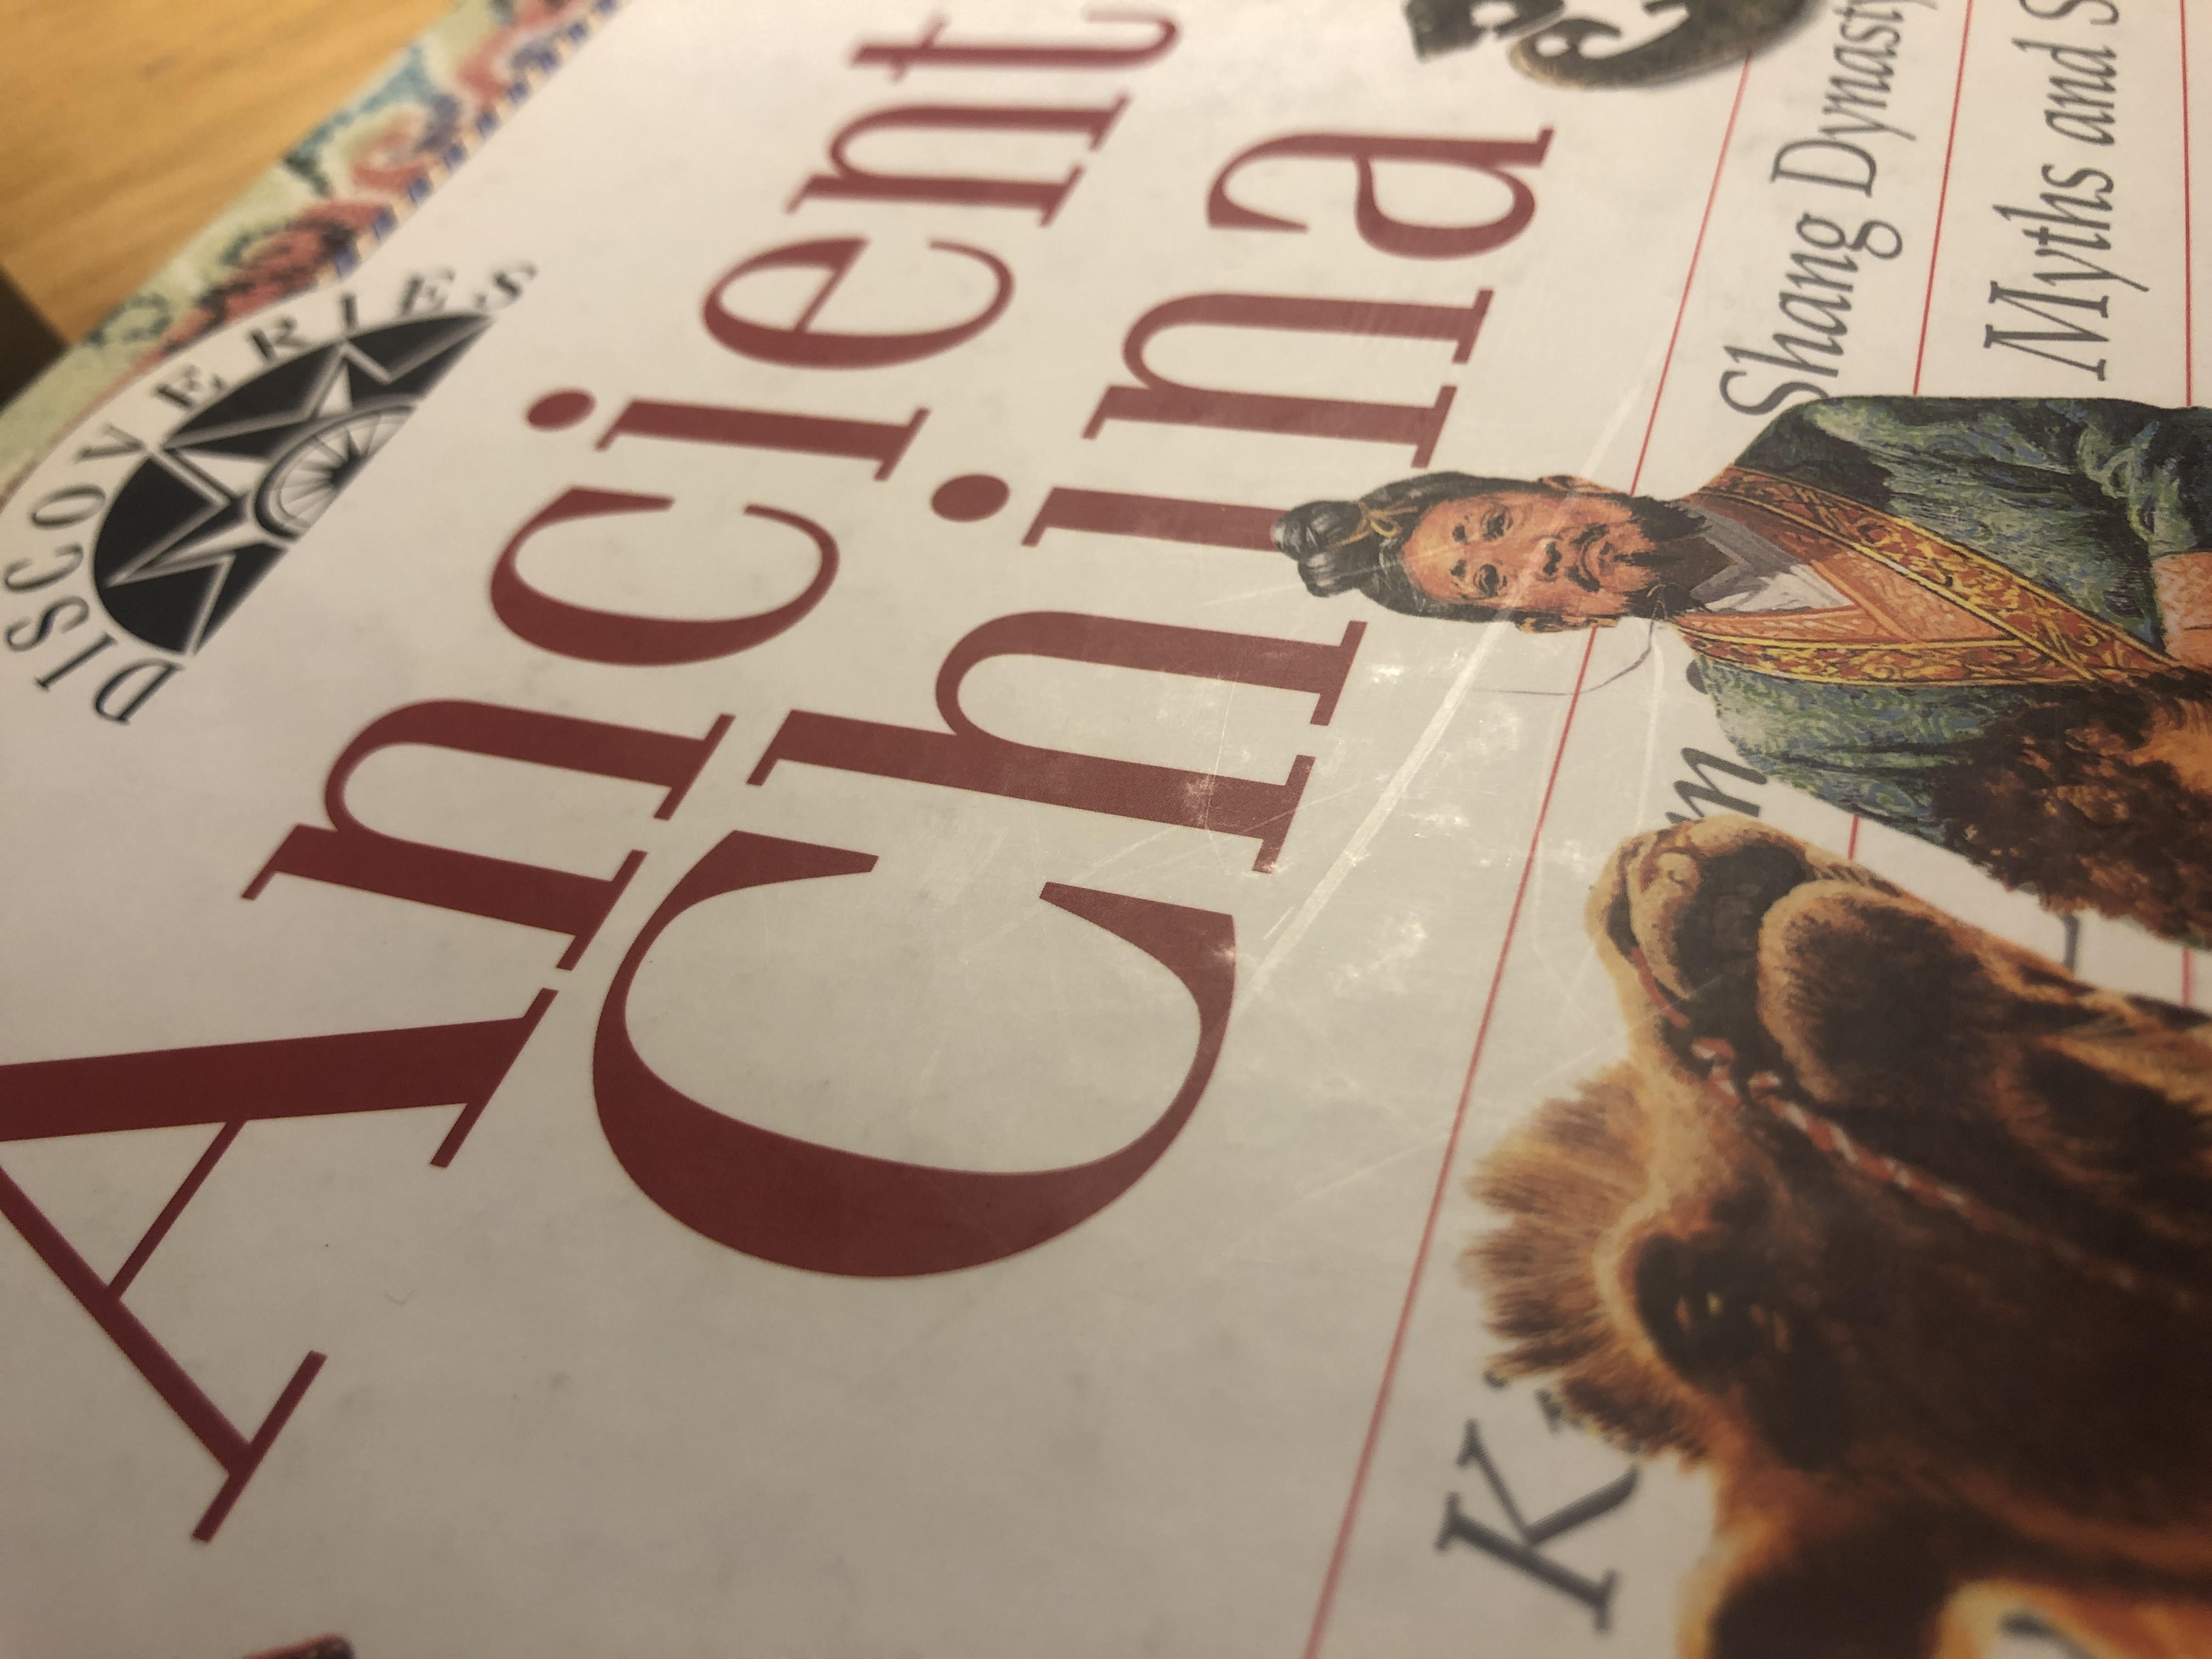 DISCOVERIES
Ancient
China
Shang Dynasty
Myths and